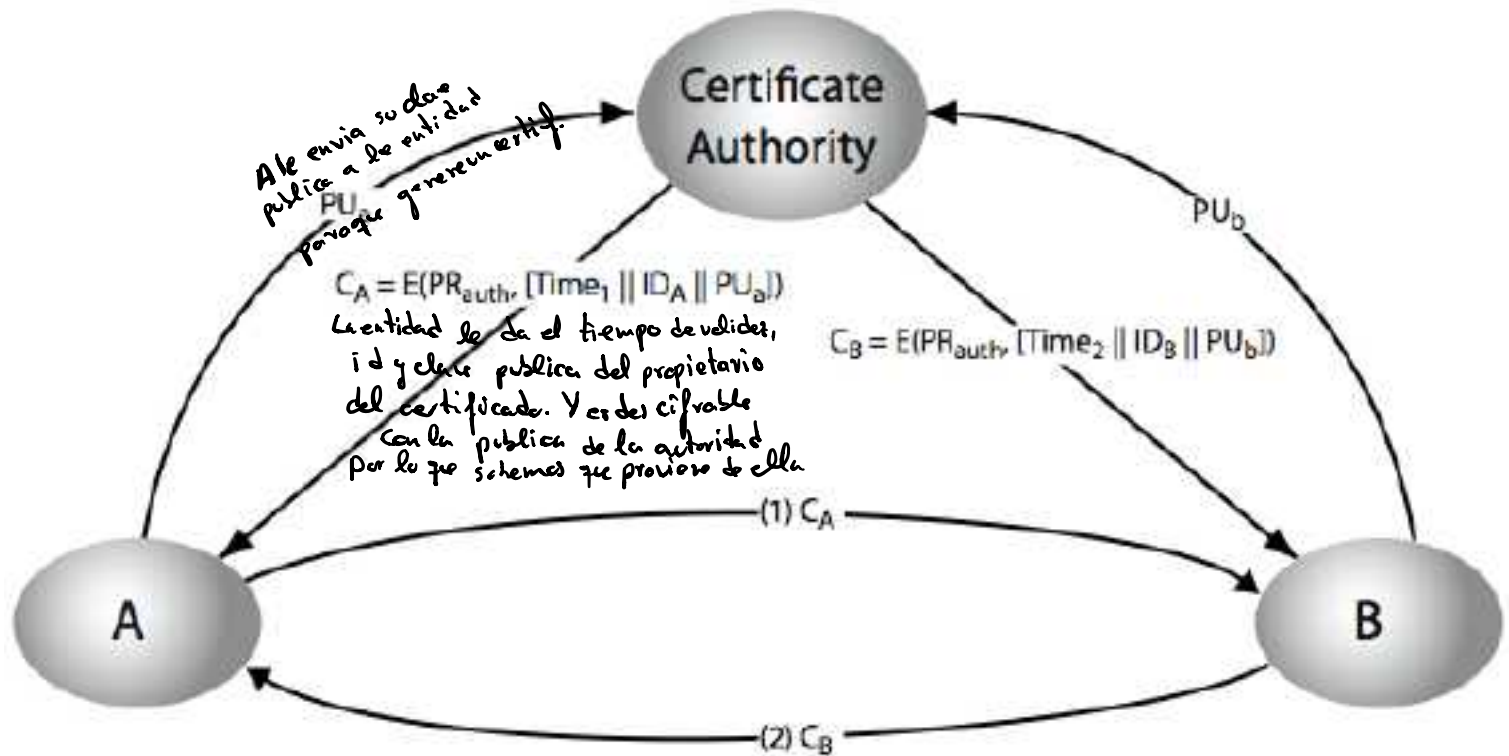 Certificate
Authority
A le envia su clave
publica a la entidad
para que genere un certif.
PUa
PUb
CA = E(PRauth, [Time1 || IDA || PUa])
La entidad le da el tiempo de validez,
id y clave publica del propietario
del certificado. Y es des cifrable
con la publica de la autoridad
por lo que sabemos que proviene de ella
CB = E(PRauth, [Time2 || IDB || PUb])
(1) CA
A
B
(2) CB